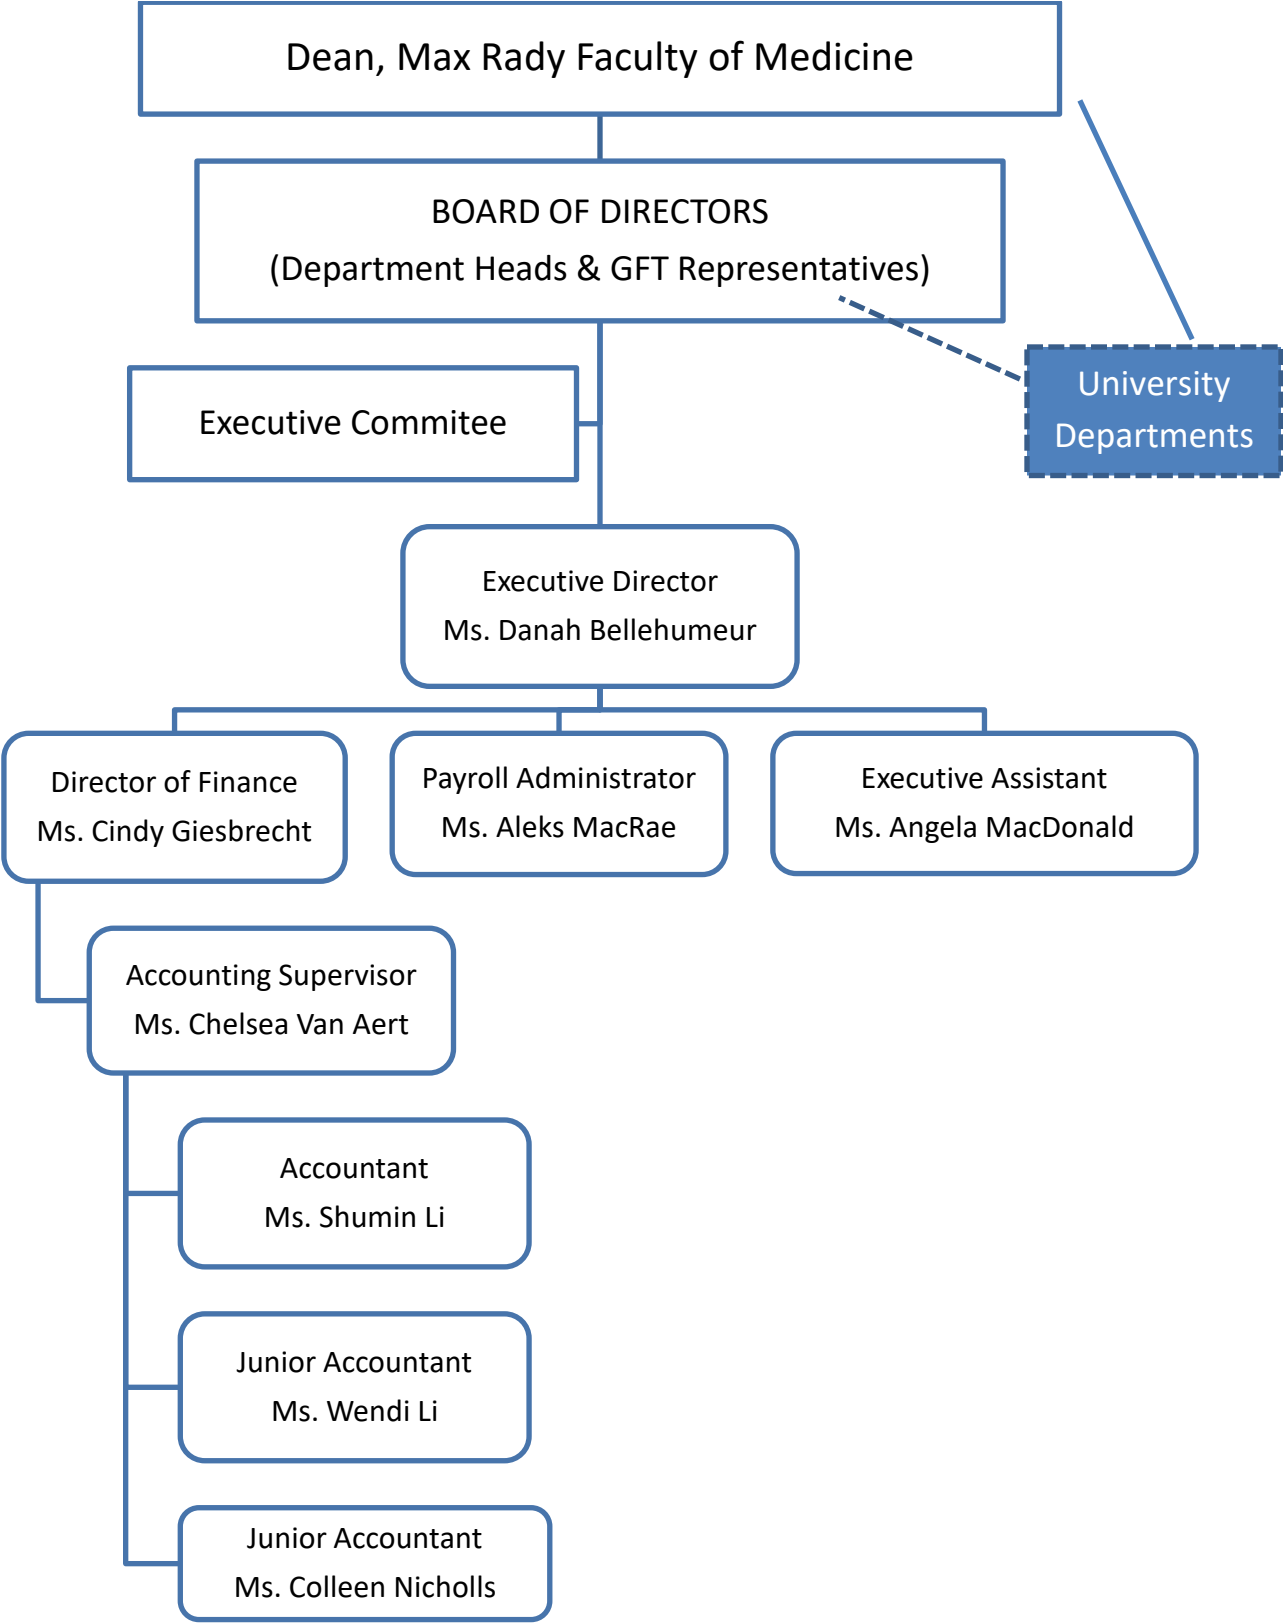 Dean, Max Rady Faculty of Medicine
BOARD OF DIRECTORS
(Department Heads & GFT Representatives)
University
Departments
Executive Commitee
Executive Director
Ms. Danah Bellehumeur
Director of Finance
Ms. Cindy Giesbrecht
Payroll Administrator
Ms. Aleks MacRae
Executive Assistant
Ms. Angela MacDonald
Accounting Supervisor
Ms. Chelsea Van Aert
Accountant
Ms. Shumin Li
Junior Accountant
Ms. Wendi Li
Junior Accountant
Ms. Colleen Nicholls